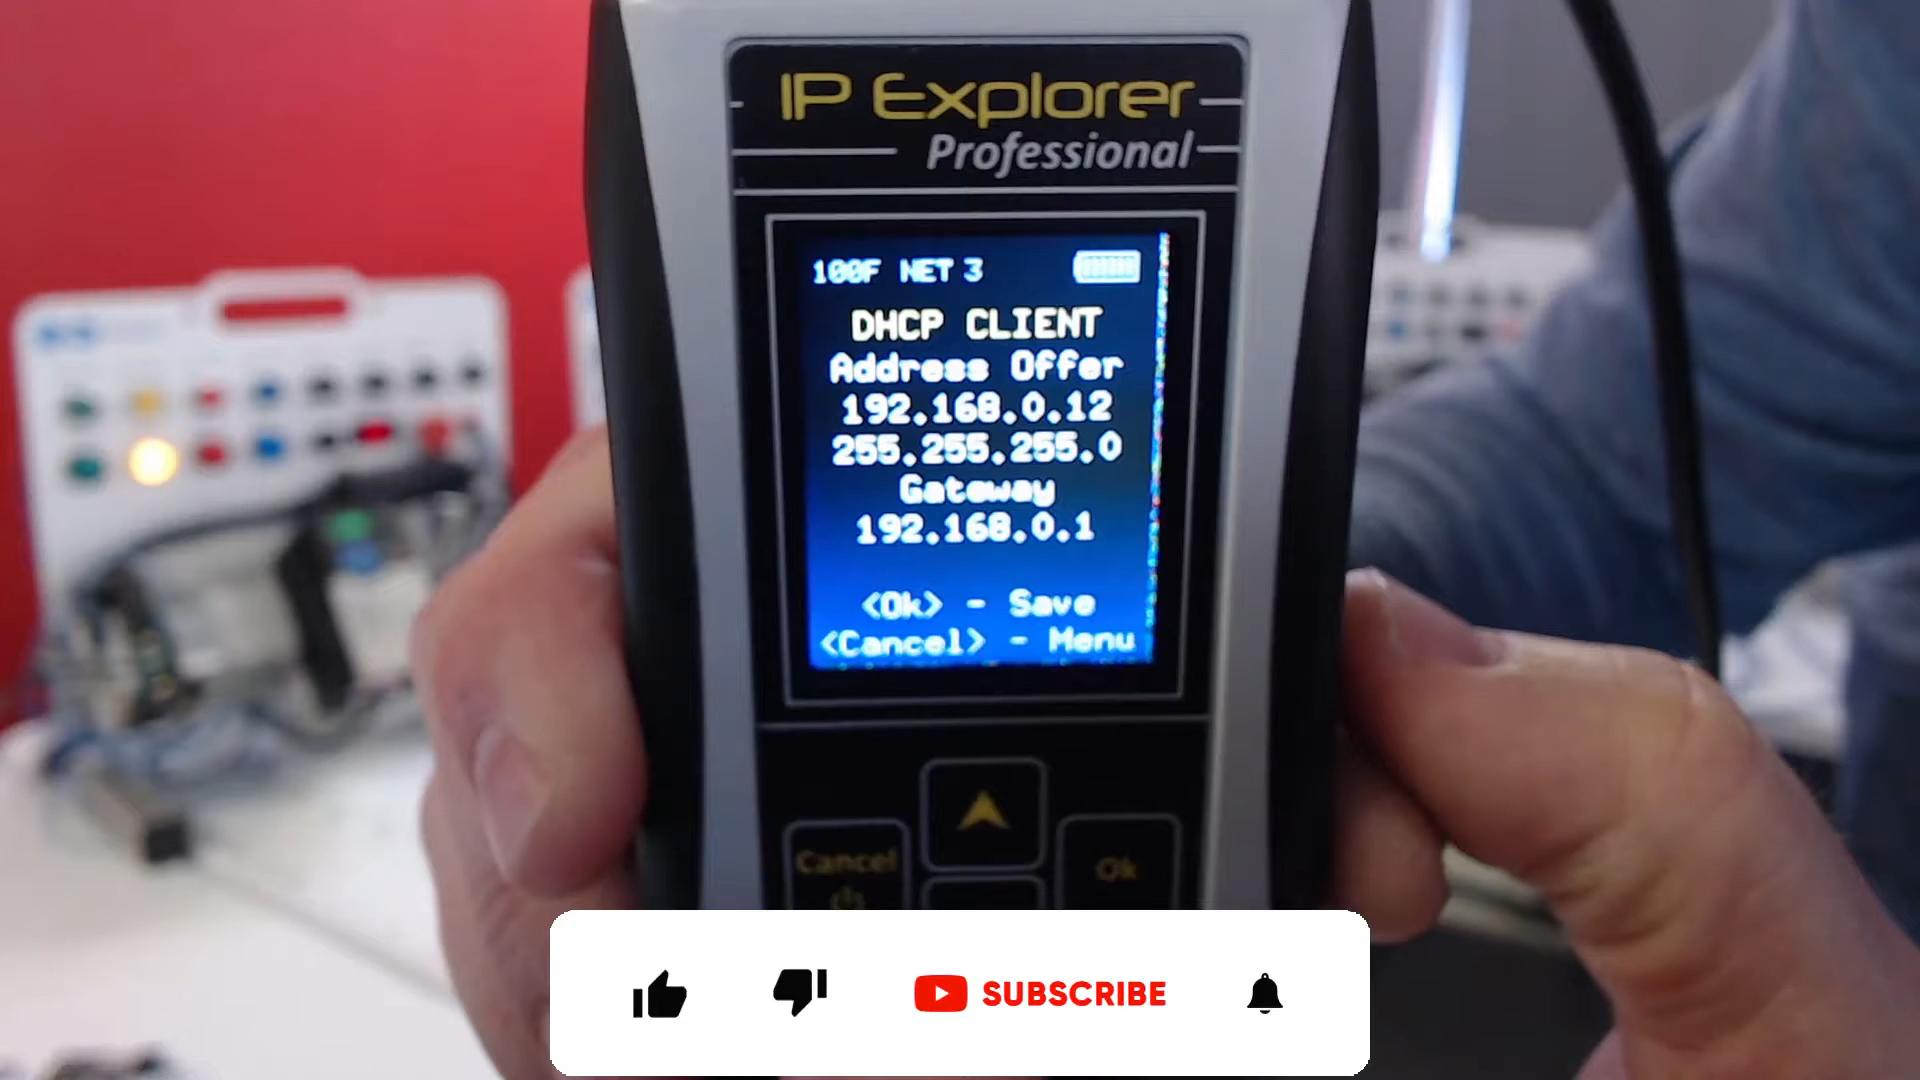 IP Explorer
Professional
100F NET 3
DHCP CLIENT
Address Offer
192.168.0.12
255.255.255.0
Gateway
192.168.0.1
<Ok> - Save
<Cancel> - Menu
Cancel
Ok
SUBSCRIBE